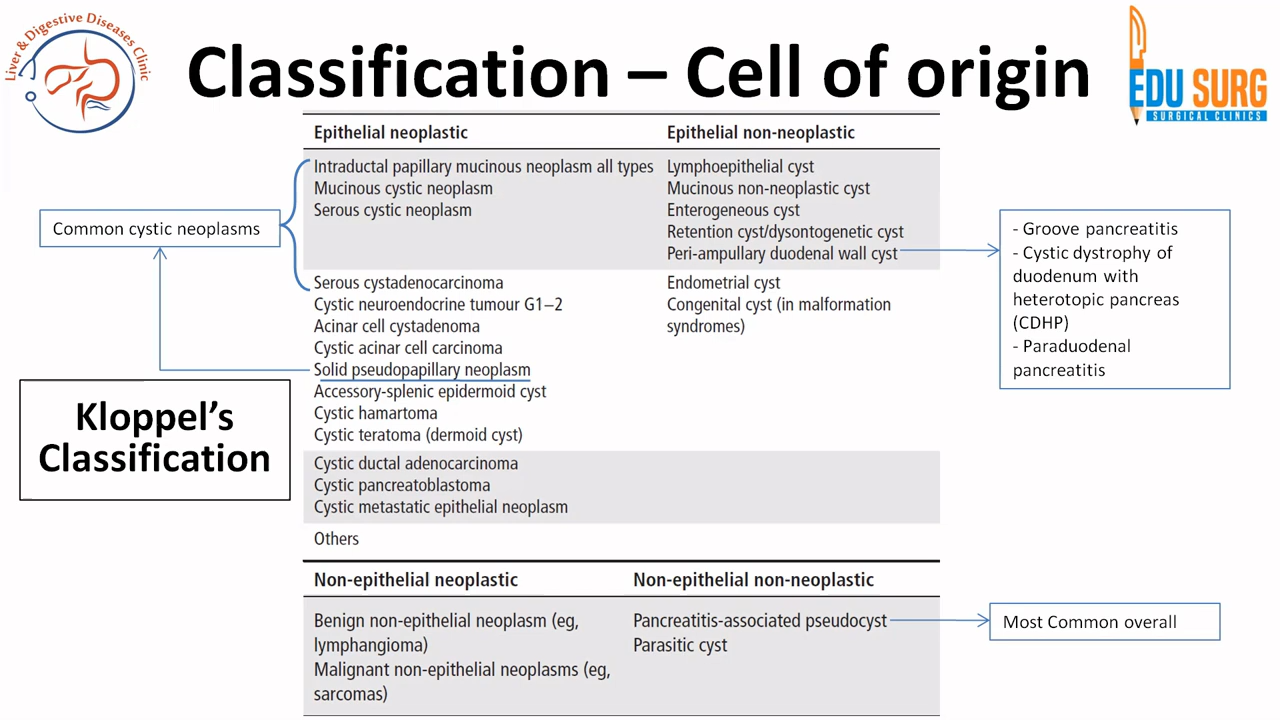 Liver & Digestive Diseases Clinic
Classification – Cell of origin
EDU SURG
SURGICAL CLINICS
Epithelial neoplastic
Epithelial non-neoplastic
Intraductal papillary mucinous neoplasm all types
Mucinous cystic neoplasm
Serous cystic neoplasm
Lymphoepithelial cyst
Mucinous non-neoplastic cyst
Enterogeneous cyst
Retention cyst/dysontogenetic cyst
Peri-ampullary duodenal wall cyst
Common cystic neoplasms
- Groove pancreatitis
- Cystic dystrophy of
duodenum with
heterotopic pancreas
(CDHP)
- Paraduodenal
pancreatitis
Serous cystadenocarcinoma
Cystic neuroendocrine tumour G1–2
Acinar cell cystadenoma
Cystic acinar cell carcinoma
Solid pseudopapillary neoplasm
Accessory-splenic epidermoid cyst
Cystic hamartoma
Cystic teratoma (dermoid cyst)
Endometrial cyst
Congenital cyst (in malformation
syndromes)
Kloppel’s
Classification
Cystic ductal adenocarcinoma
Cystic pancreatoblastoma
Cystic metastatic epithelial neoplasm
Others
Non-epithelial neoplastic
Non-epithelial non-neoplastic
Benign non-epithelial neoplasm (eg,
lymphangioma)
Malignant non-epithelial neoplasms (eg,
sarcomas)
Pancreatitis-associated pseudocyst
Parasitic cyst
Most Common overall